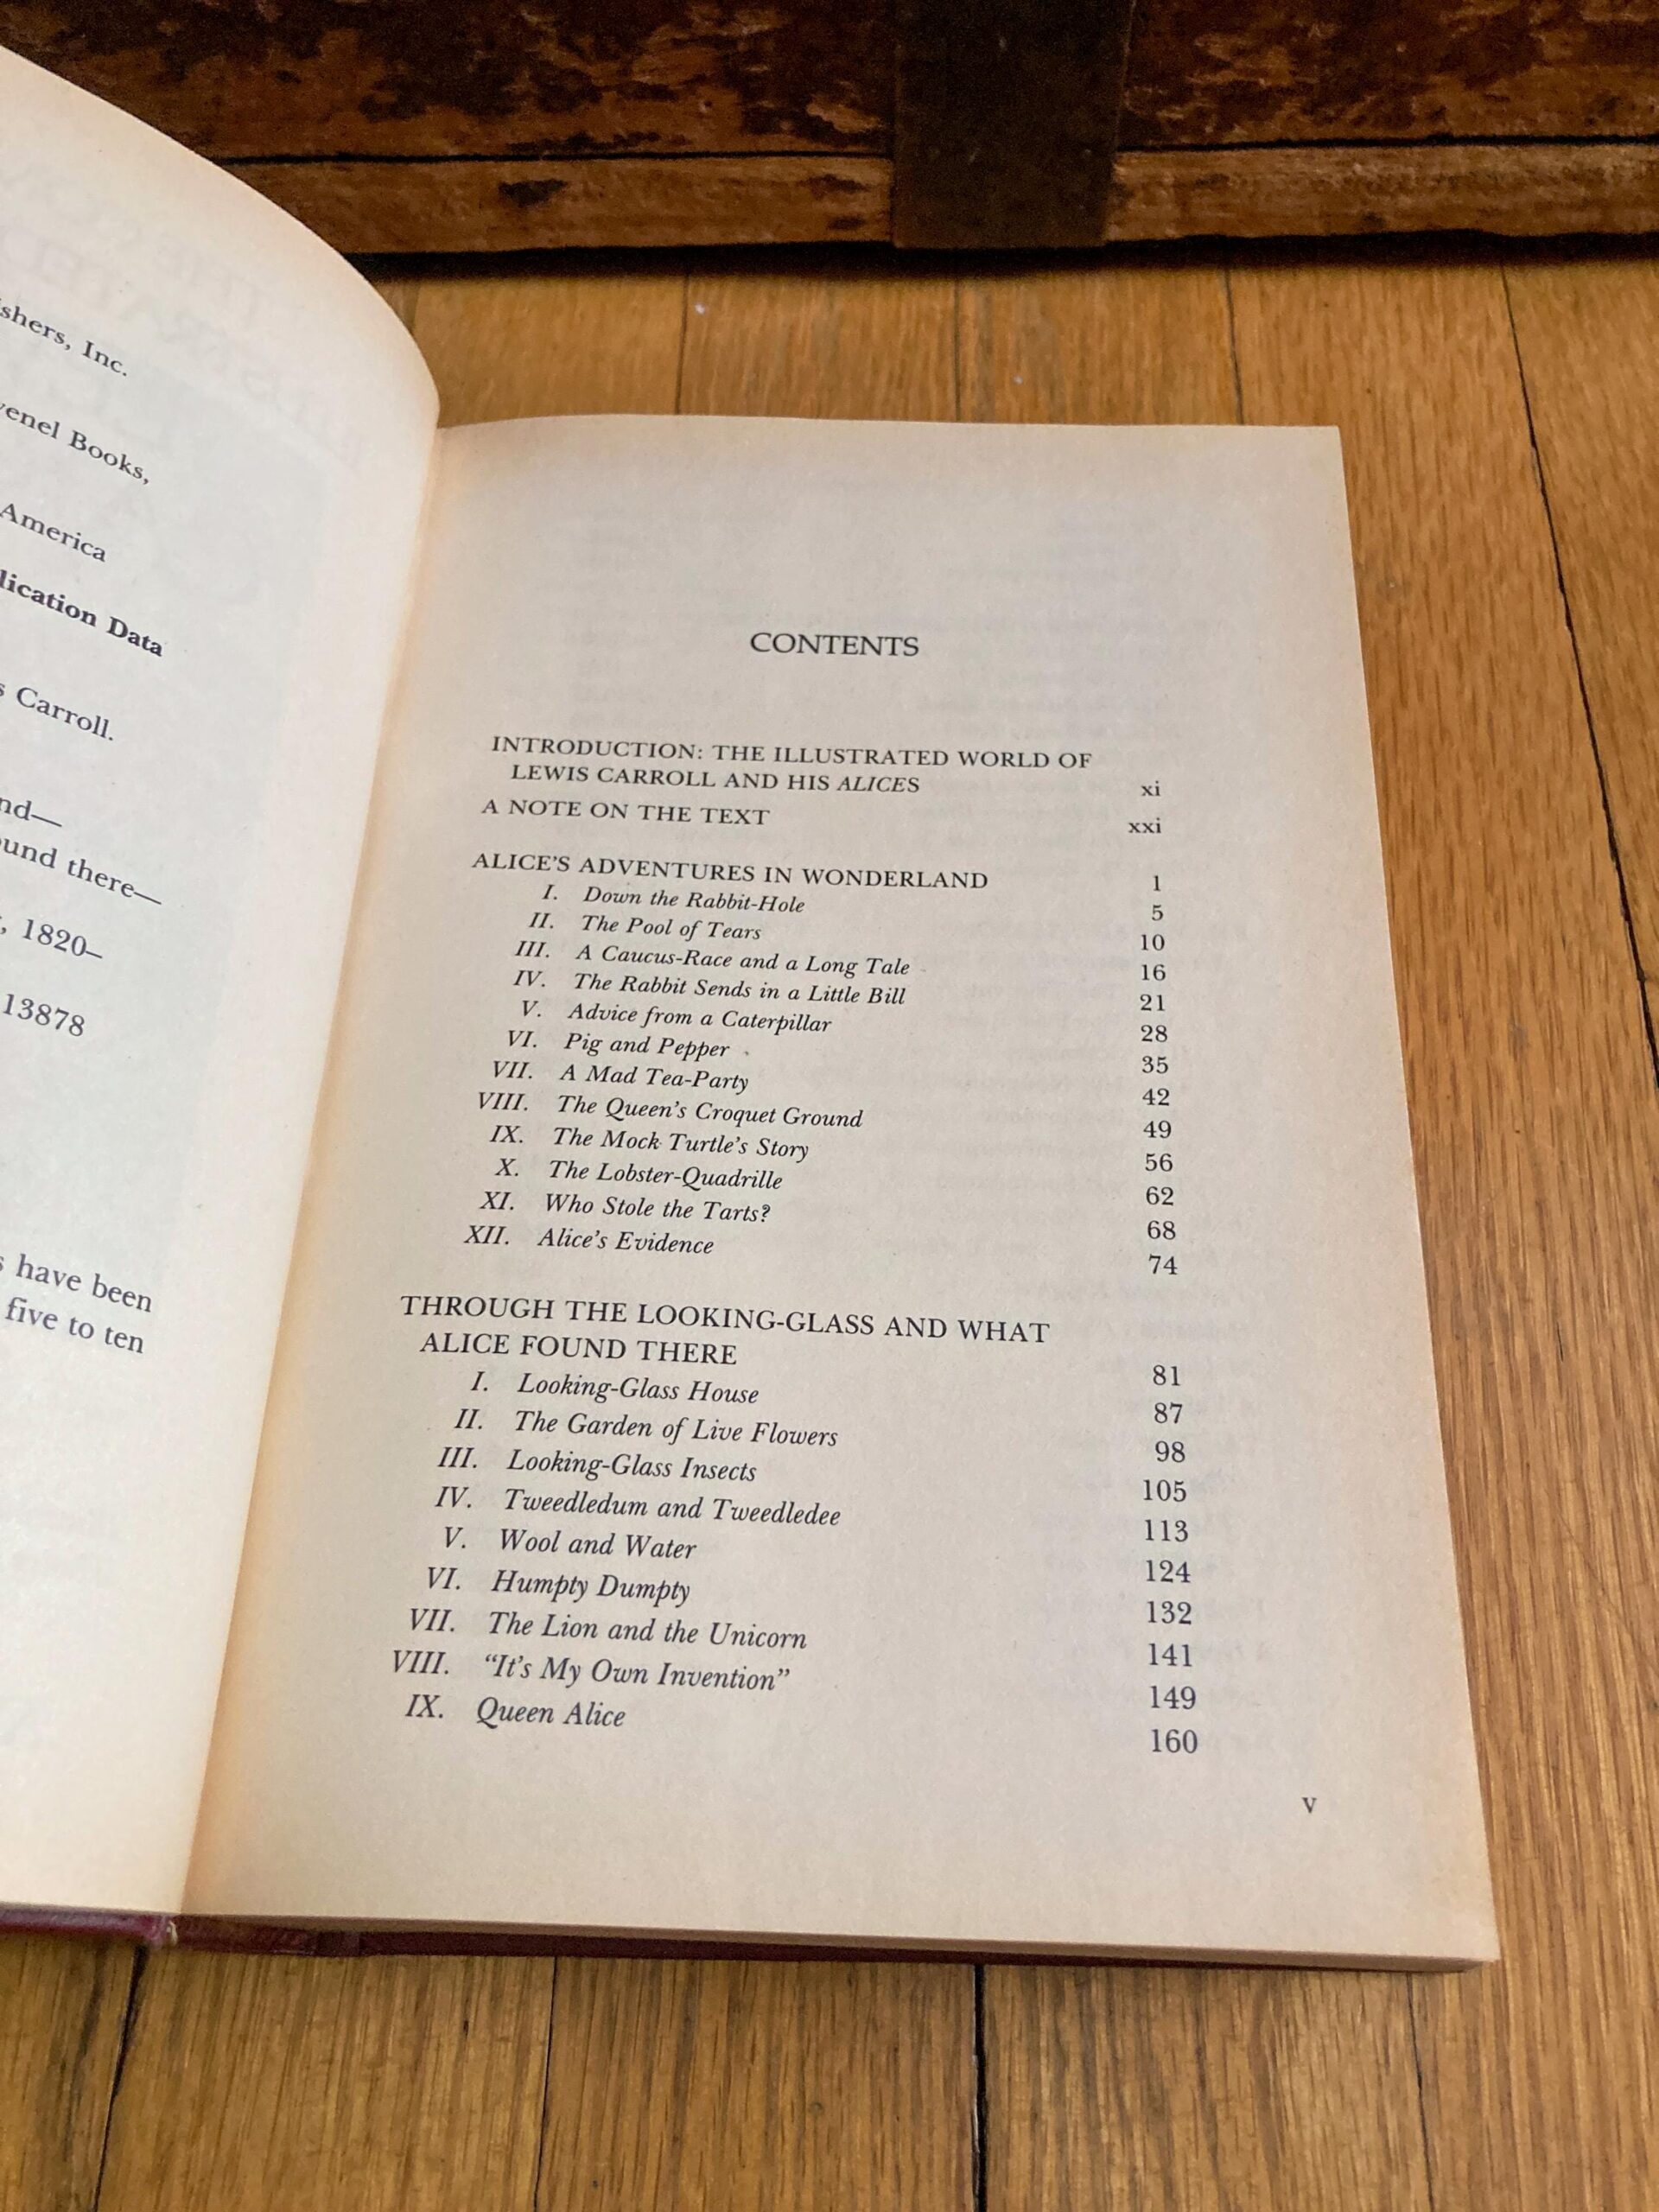 Inc.
Books,
America
Data
Carroll.
there—
1820–
13878
have been
five to ten
CONTENTS
INTRODUCTION: THE ILLUSTRATED WORLD OF
LEWIS CARROLL AND HIS ALICES xi
A NOTE ON THE TEXT xxi
ALICE'S ADVENTURES IN WONDERLAND 1
I. Down the Rabbit-Hole 5
II. The Pool of Tears 10
III. A Caucus-Race and a Long Tale 16
IV. The Rabbit Sends in a Little Bill 21
V. Advice from a Caterpillar 28
VI. Pig and Pepper 35
VII. A Mad Tea-Party 42
VIII. The Queen's Croquet Ground 49
IX. The Mock Turtle's Story 56
X. The Lobster-Quadrille 62
XI. Who Stole the Tarts? 68
XII. Alice's Evidence 74
THROUGH THE LOOKING-GLASS AND WHAT
ALICE FOUND THERE 81
I. Looking-Glass House 87
II. The Garden of Live Flowers 98
III. Looking-Glass Insects 105
IV. Tweedledum and Tweedledee 113
V. Wool and Water 124
VI. Humpty Dumpty 132
VII. The Lion and the Unicorn 141
VIII. "It's My Own Invention" 149
IX. Queen Alice 160
v